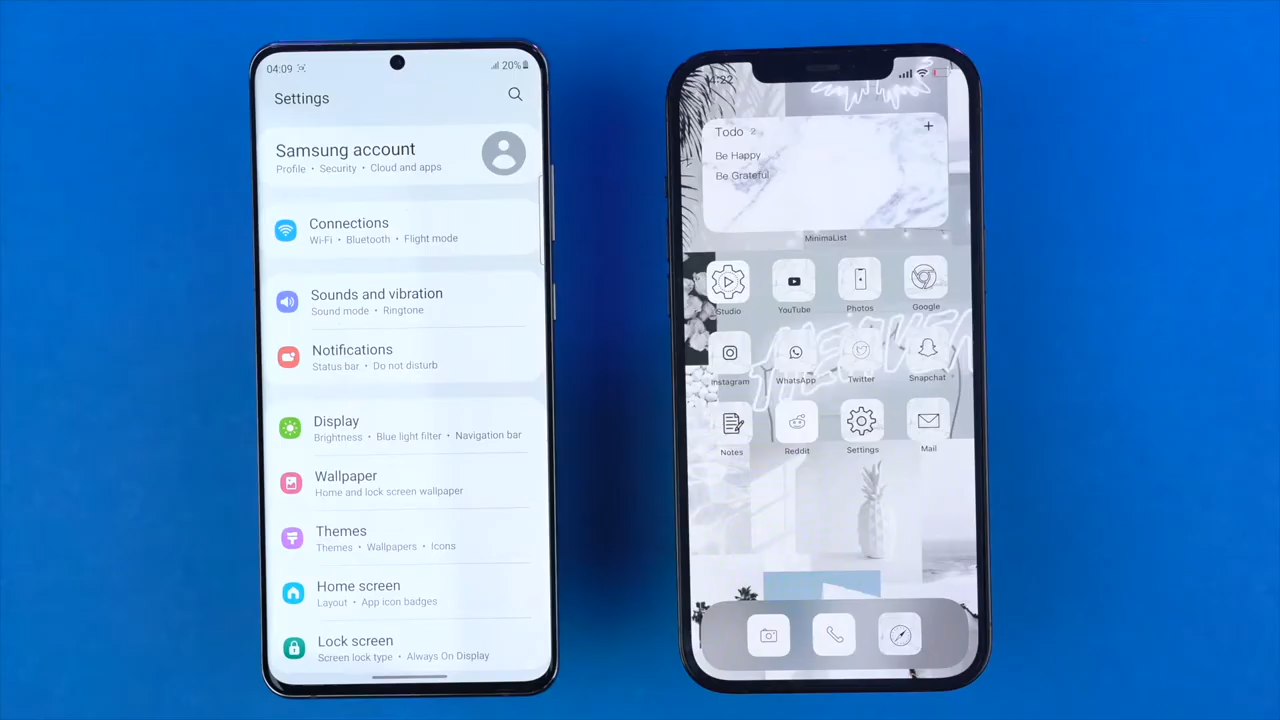 04:09
20%
Settings
Samsung account
Profile • Security • Cloud and apps
Connections
Wi-Fi • Bluetooth • Flight mode
Sounds and vibration
Sound mode • Ringtone
Notifications
Status bar • Do not disturb
Display
Brightness • Blue light filter • Navigation bar
Wallpaper
Home and lock screen wallpaper
Themes
Themes • Wallpapers • Icons
Home screen
Layout • App icon badges
Lock screen
Screen lock type • Always On Display
4:22
Todo 2
+
Be Happy
Be Grateful
MinimaList
Studio YouTube Photos Google
HEAVEN
Instagram WhatsApp Twitter Snapchat
Notes Reddit Settings Mail